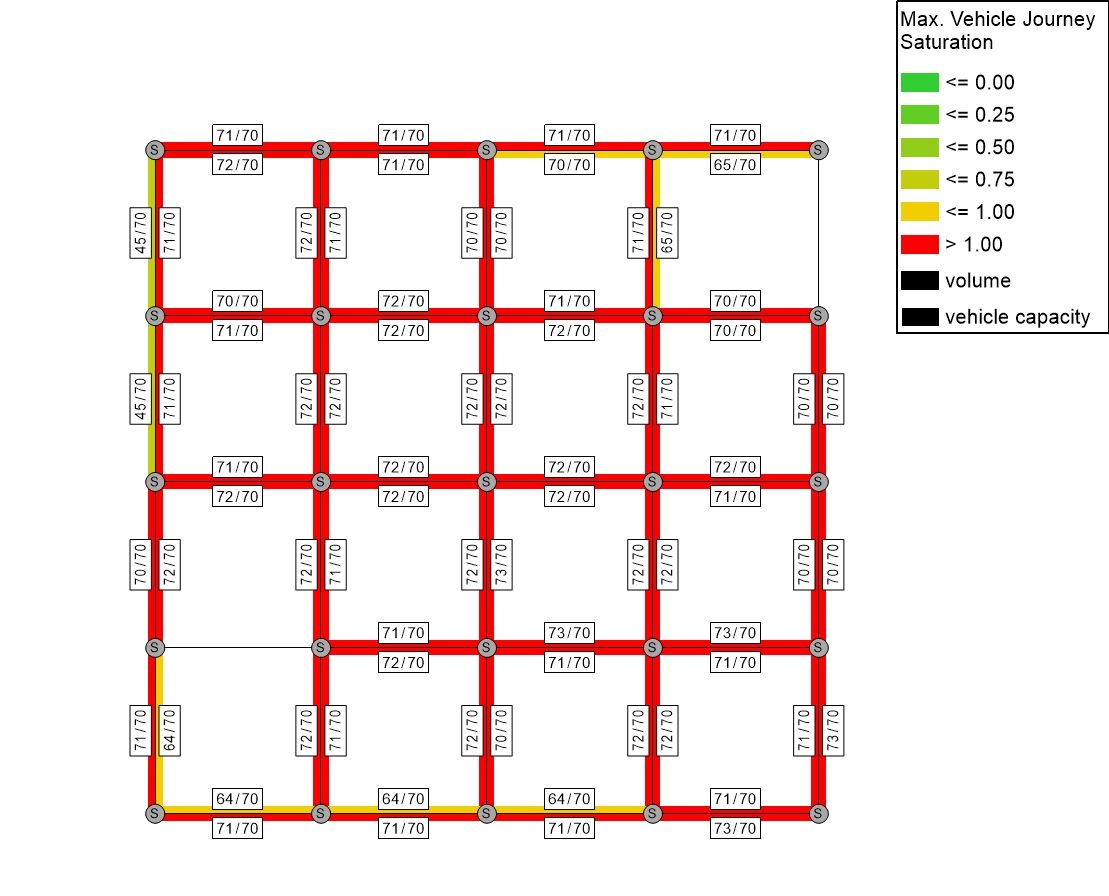 Max. Vehicle Journey
Saturation
<= 0.00
<= 0.25
<= 0.50
<= 0.75
<= 1.00
> 1.00
volume
vehicle capacity
71/70 71/70 71/70 71/70
S S S S S
72/70 71/70 70/70 65/70
45/70 71/70 72/70 71/70 70/70 70/70 71/70 65/70
70/70 72/70 71/70 70/70
S S S S S
71/70 72/70 72/70 70/70
45/70 71/70 72/70 72/70 72/70 72/70 72/70 71/70 70/70 70/70
71/70 72/70 72/70 72/70
S S S S S
72/70 72/70 72/70 71/70
70/70 72/70 72/70 71/70 72/70 73/70 72/70 72/70 70/70 70/70
71/70 73/70 73/70
S S S S S
72/70 71/70 71/70
71/70 64/70 72/70 71/70 72/70 70/70 72/70 72/70 71/70 73/70
64/70 64/70 64/70 71/70
S S S S S
71/70 71/70 71/70 73/70